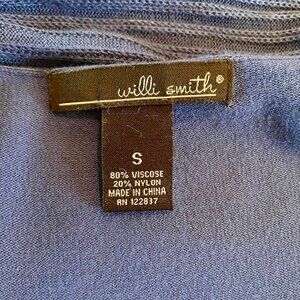 willi smith®
S
80% VISCOSE
20% NYLON
MADE IN CHINA
RN 122837